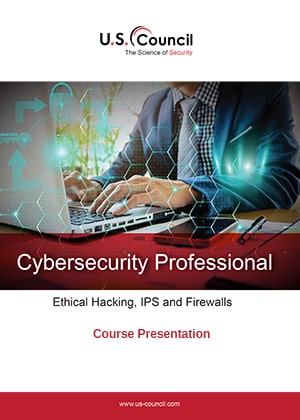 U.S. Council
The Science of Security
Cybersecurity Professional
Ethical Hacking, IPS and Firewalls
Course Presentation
www.us-council.com